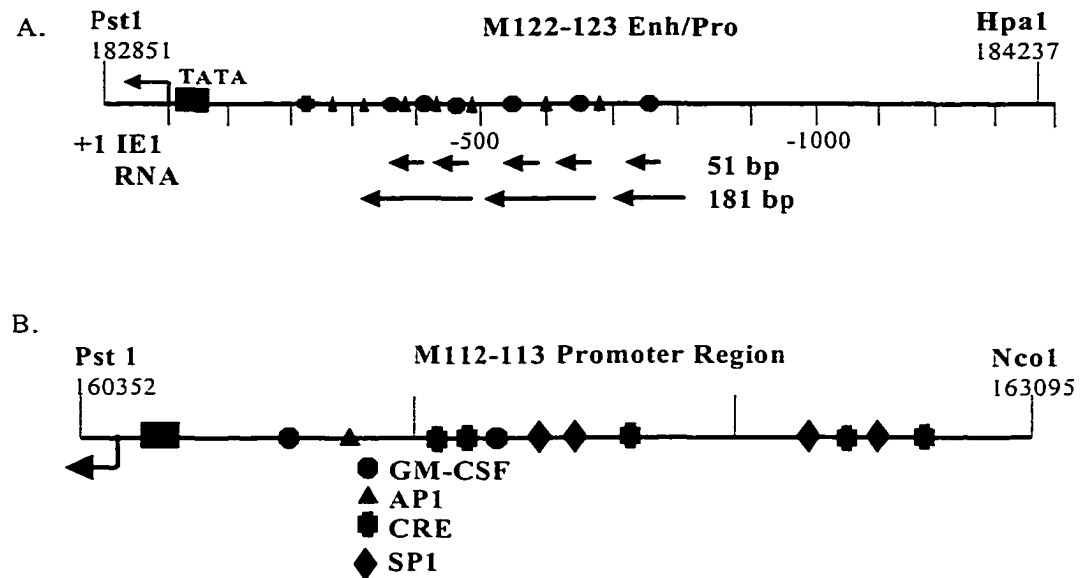 A.
Pst1
182851
M122-123 Enh/Pro
Hpa1
184237
TATA
+1 IE1
RNA
-500
-1000
51 bp
181 bp
B.
Pst 1
160352
M112-113 Promoter Region
Nco1
163095
GM-CSF
AP1
CRE
SP1